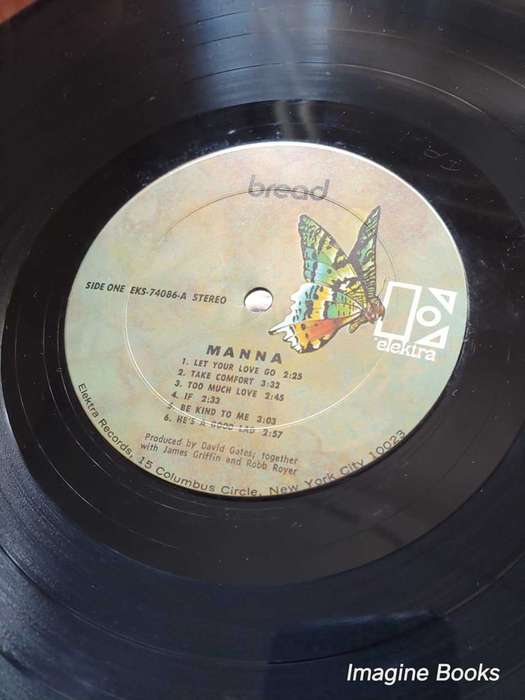 bread
SIDE ONE EKS-74086-A STEREO
elektra
MANNA
1. LET YOUR LOVE GO 2:25
2. TAKE COMFORT 3:32
3. TOO MUCH LOVE 2:45
4. IF 2:33
5. BE KIND TO ME 3:03
6. HE'S A GOOD LAD 2:57
Produced by David Gates; together
with James Griffin and Robb Royer
Elektra Records, 15 Columbus Circle, New York City 10023
Imagine Books